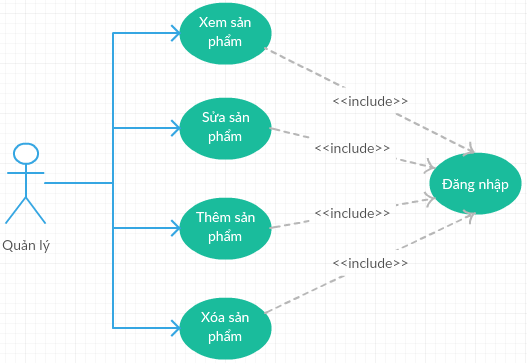 Xem sản
phẩm
<<include>>
Sửa sản
phẩm
<<include>>
Đăng nhập
Thêm sản
phẩm
<<include>>
Quản lý
<<include>>
Xóa sản
phẩm